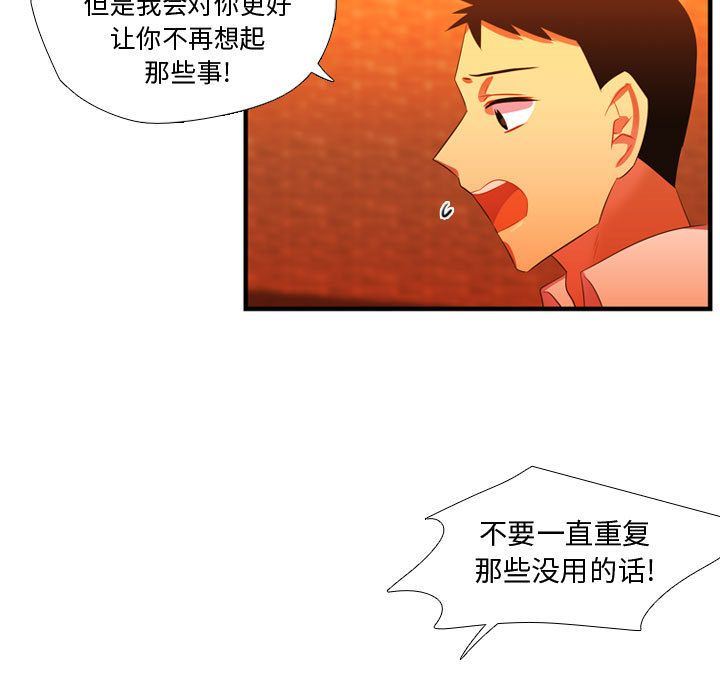 但是我会对你更好
让你不再想起
那些事!
不要一直重复
那些没用的话!